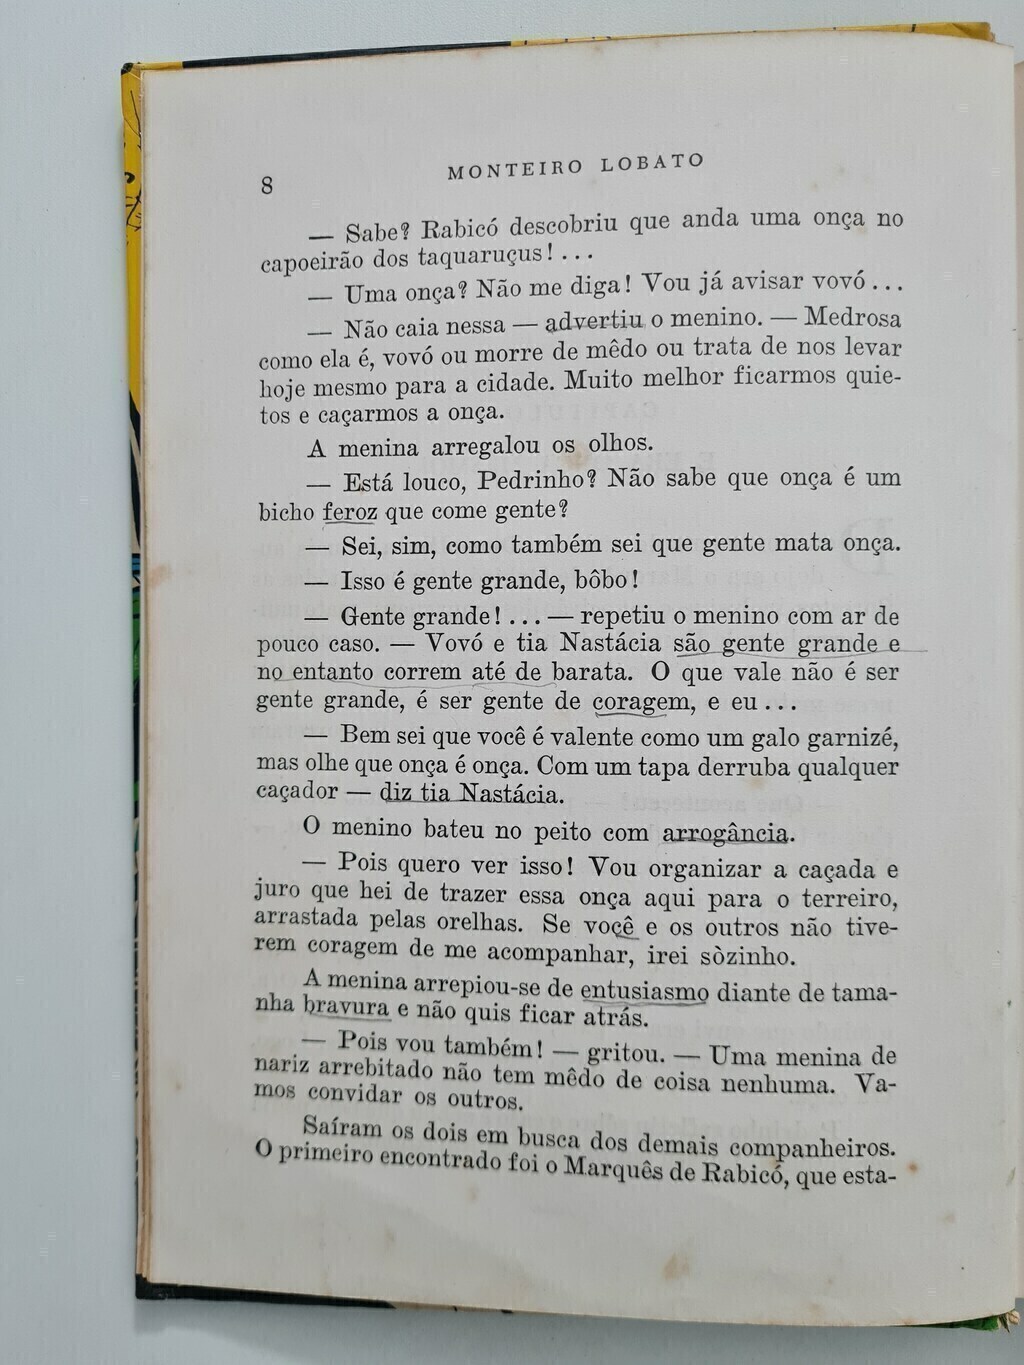 8
MONTEIRO LOBATO
— Sabe? Rabicó descobriu que anda uma onça no
capoeirão dos taquaruçus!...
— Uma onça? Não me diga! Vou já avisar vovó...
— Não caia nessa — advertiu o menino. — Medrosa
como ela é, vovó ou morre de mêdo ou trata de nos levar
hoje mesmo para a cidade. Muito melhor ficarmos quie-
tos e caçarmos a onça.
A menina arregalou os olhos.
— Está louco, Pedrinho? Não sabe que onça é um
bicho feroz que come gente?
— Sei, sim, como também sei que gente mata onça.
— Isso é gente grande, bôbo!
— Gente grande!... — repetiu o menino com ar de
pouco caso. — Vovó e tia Nastácia são gente grande e
no entanto correm até de barata. O que vale não é ser
gente grande, é ser gente de coragem, e eu...
— Bem sei que você é valente como um galo garnizé,
mas olhe que onça é onça. Com um tapa derruba qualquer
caçador — diz tia Nastácia.
O menino bateu no peito com arrogância.
— Pois quero ver isso! Vou organizar a caçada e
juro que hei de trazer essa onça aqui para o terreiro,
arrastada pelas orelhas. Se você e os outros não tive-
rem coragem de me acompanhar, irei sòzinho.
A menina arrepiou-se de entusiasmo diante de tama-
nha bravura e não quis ficar atrás.
— Pois vou também! — gritou. — Uma menina de
nariz arrebitado não tem mêdo de coisa nenhuma. Va-
mos convidar os outros.
Saíram os dois em busca dos demais companheiros.
O primeiro encontrado foi o Marquês de Rabicó, que esta-